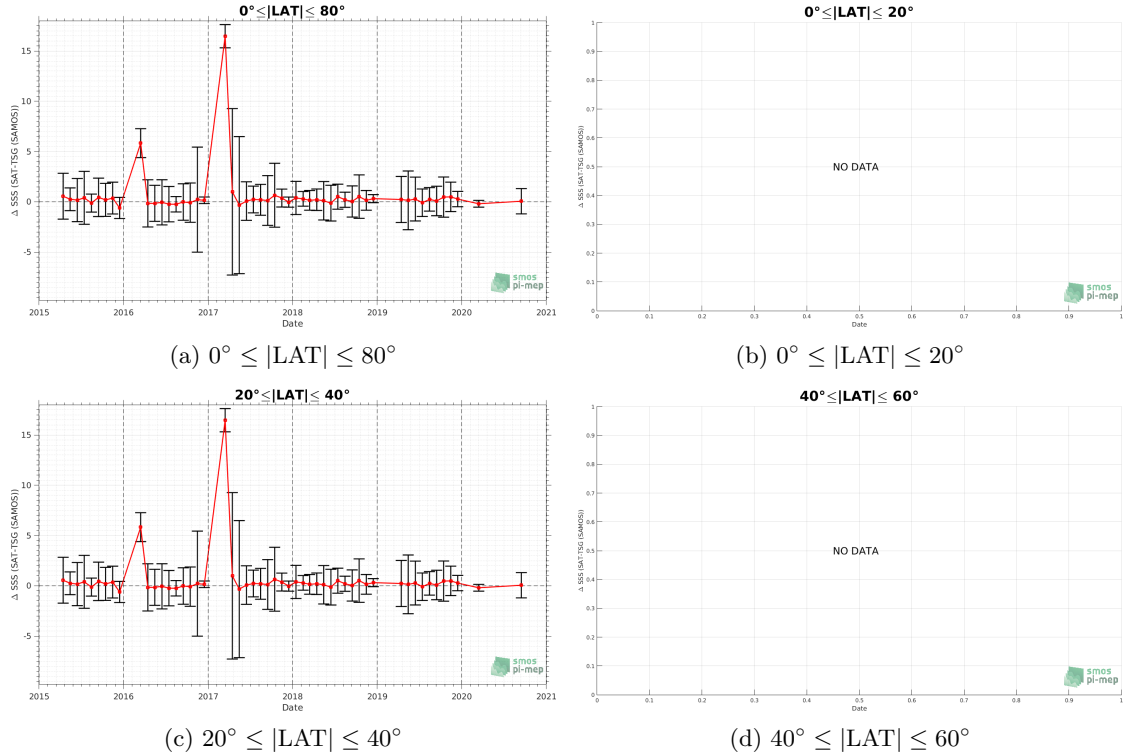 0°≤|LAT|≤ 80°
Δ SSS (SAT-TSG (SAMOS))
15
10
5
0
-5
smos
pi-mep
2015 2016 2017 2018 2019 2020 2021
Date
(a) 0° ≤ |LAT| ≤ 80°
0°≤|LAT|≤ 20°
Δ SSS (SAT-TSG (SAMOS))
1
0.9
0.8
0.7
0.6
0.5
0.4
0.3
0.2
0.1
0
NO DATA
smos
pi-mep
0 0.1 0.2 0.3 0.4 0.5 0.6 0.7 0.8 0.9 1
Date
(b) 0° ≤ |LAT| ≤ 20°
20°≤|LAT|≤ 40°
Δ SSS (SAT-TSG (SAMOS))
15
10
5
0
-5
smos
pi-mep
2015 2016 2017 2018 2019 2020 2021
Date
(c) 20° ≤ |LAT| ≤ 40°
40°≤|LAT|≤ 60°
Δ SSS (SAT-TSG (SAMOS))
1
0.9
0.8
0.7
0.6
0.5
0.4
0.3
0.2
0.1
0
NO DATA
smos
pi-mep
0 0.1 0.2 0.3 0.4 0.5 0.6 0.7 0.8 0.9 1
Date
(d) 40° ≤ |LAT| ≤ 60°